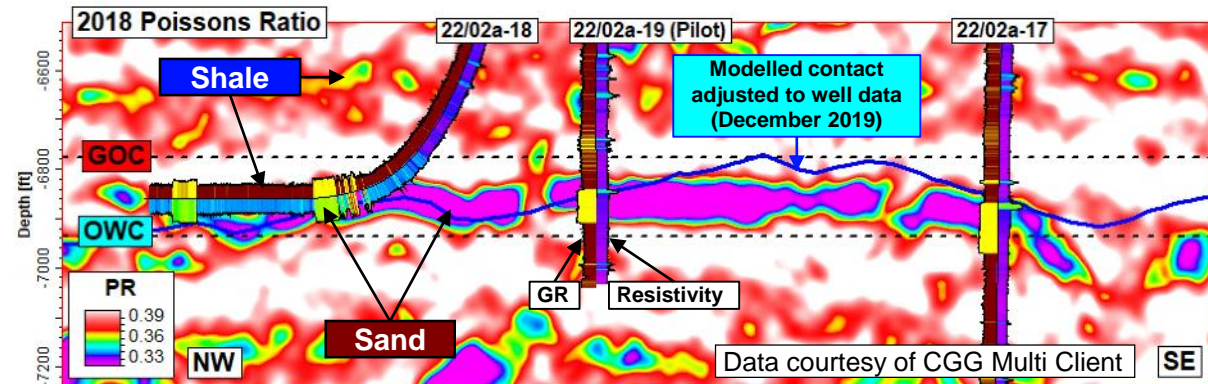 2018 Poissons Ratio
22/02a-18
22/02a-19 (Pilot)
22/02a-17
Shale
Modelled contact
adjusted to well data
(December 2019)
GOC
OWC
Depth [ft]
-6600
-6800
-7000
-7200
PR
0.39
0.36
0.33
NW
Sand
GR
Resistivity
Data courtesy of CGG Multi Client
SE